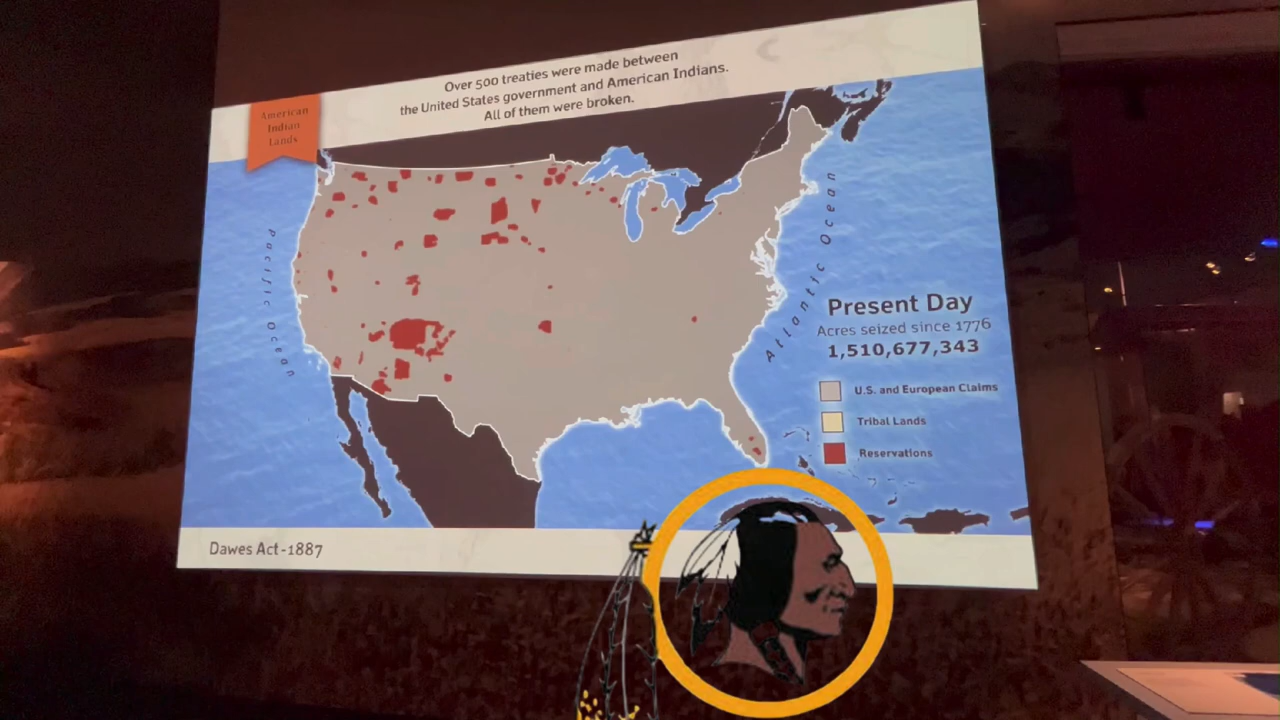 Over 500 treaties were made between
the United States government and American Indians.
All of them were broken.
American
Indian
Lands
Pacific Ocean
Atlantic Ocean
Present Day
Acres seized since 1776
1,510,677,343
U.S. and European Claims
Tribal Lands
Reservations
Dawes Act - 1887